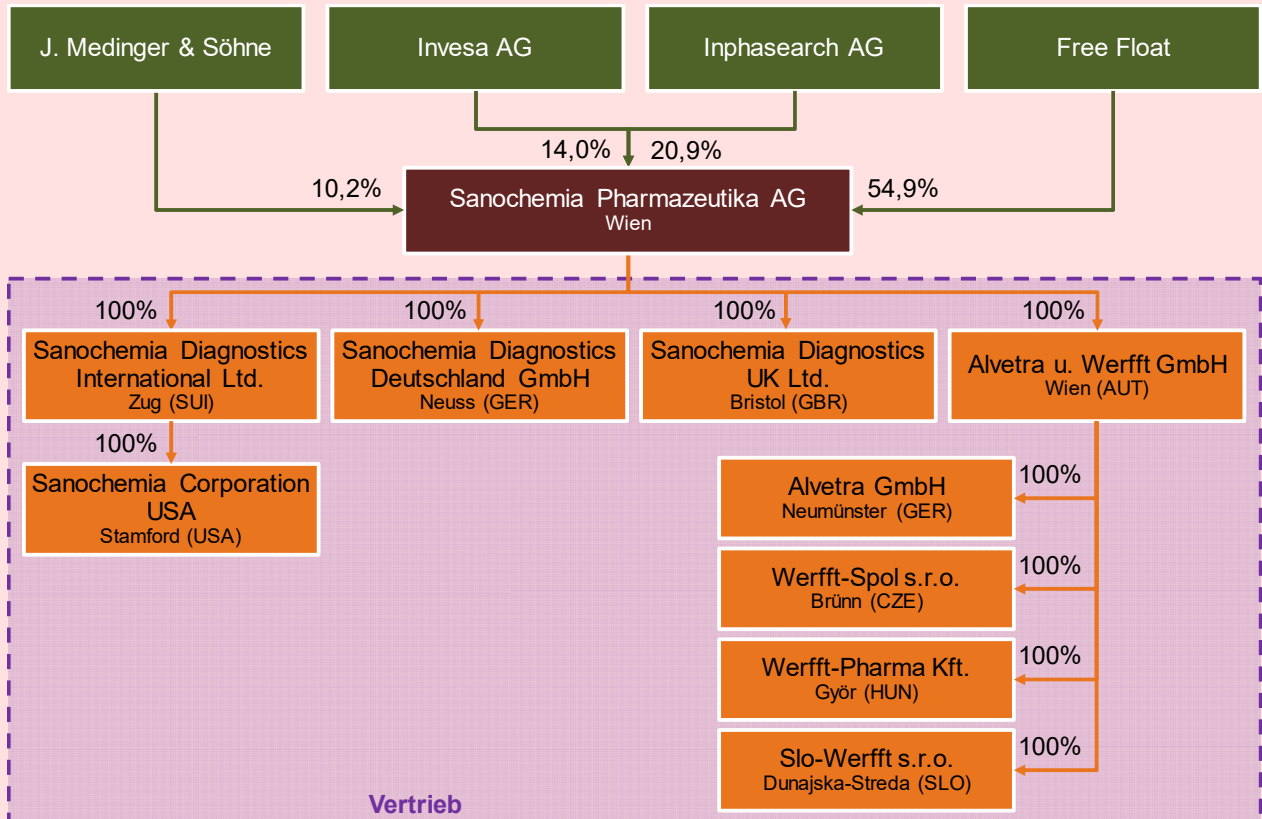 J. Medinger & Söhne
Invesa AG
Inphasearch AG
Free Float
14,0%
20,9%
10,2%
54,9%
Sanochemia Pharmazeutika AG
Wien
100%
100%
100%
100%
Sanochemia Diagnostics
International Ltd.
Zug (SUI)
Sanochemia Diagnostics
Deutschland GmbH
Neuss (GER)
Sanochemia Diagnostics
UK Ltd.
Bristol (GBR)
Alvetra u. Werfft GmbH
Wien (AUT)
100%
Sanochemia Corporation
USA
Stamford (USA)
100%
Alvetra GmbH
Neumünster (GER)
100%
Werfft-Spol s.r.o.
Brünn (CZE)
100%
Werfft-Pharma Kft.
Györ (HUN)
100%
Slo-Werfft s.r.o.
Dunajska-Streda (SLO)
Vertrieb